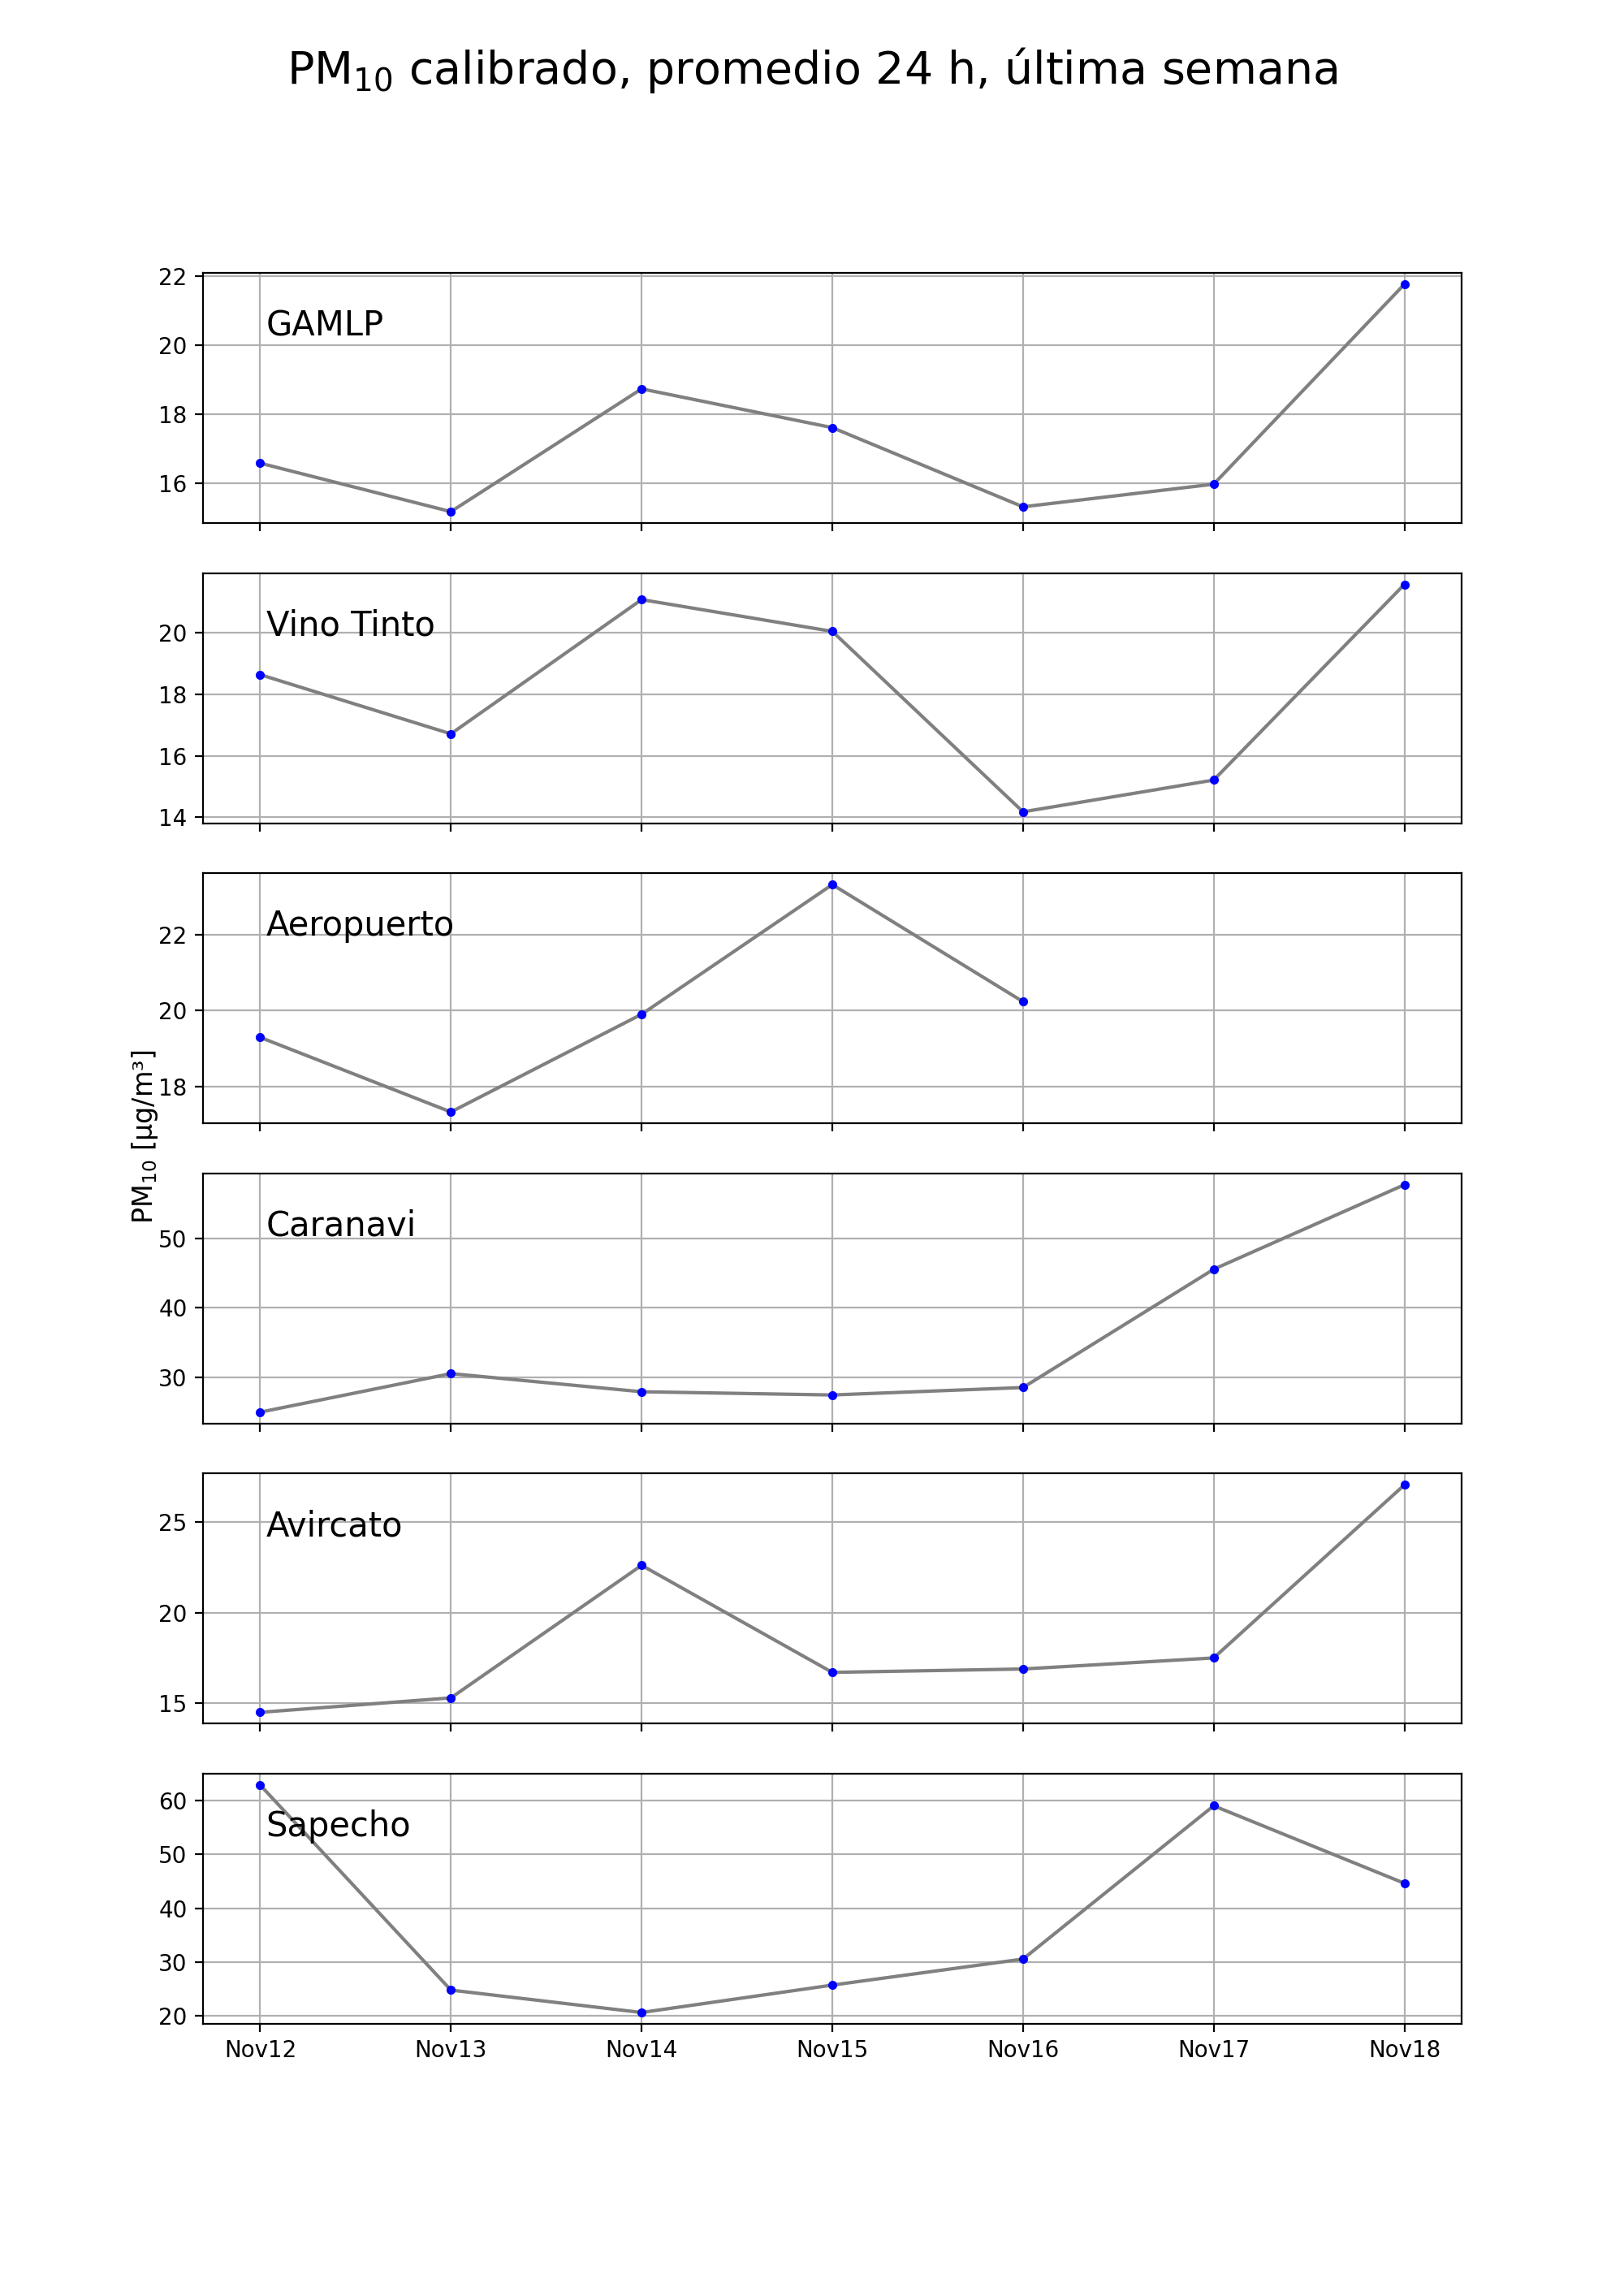 PM₁₀ calibrado, promedio 24 h, última semana
22
20
18
16
GAMLP
20
18
16
14
Vino Tinto
22
20
18
Aeropuerto
PM₁₀ [µg/m³]
50
40
30
Caranavi
25
20
15
Avircato
60
50
40
30
20
Sapecho
Nov12 Nov13 Nov14 Nov15 Nov16 Nov17 Nov18